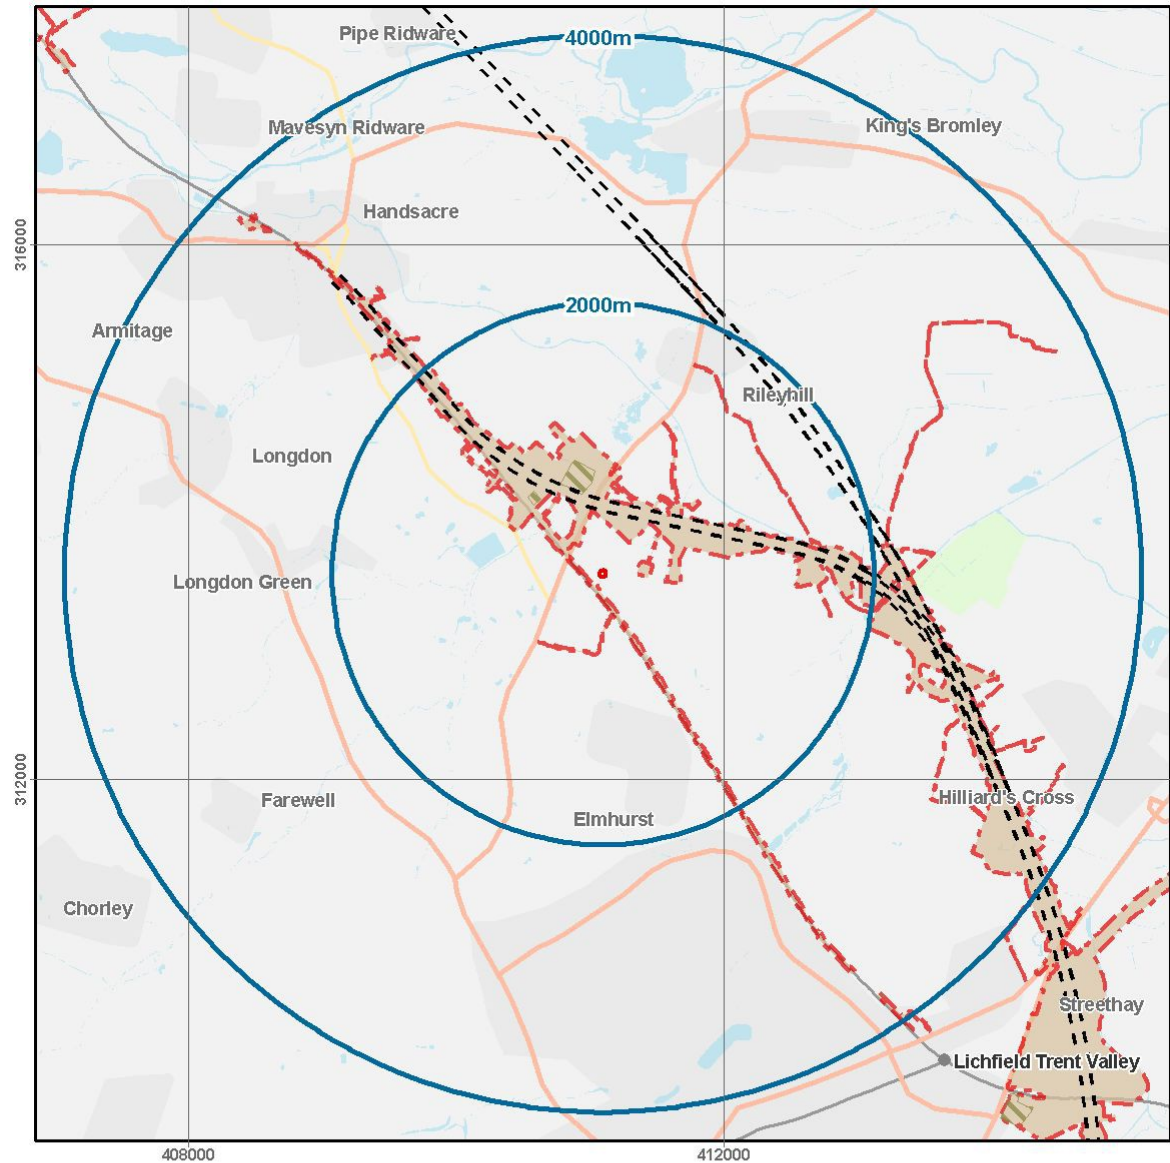 Pipe Ridware
4000m
Mavesyn Ridware
King's Bromley
Handsacre
316000
2000m
Armitage
Rileyhill
Longdon
Longdon Green
312000
Hilliard's Cross
Farewell
Elmhurst
Chorley
Streethay
Lichfield Trent Valley
408000
412000